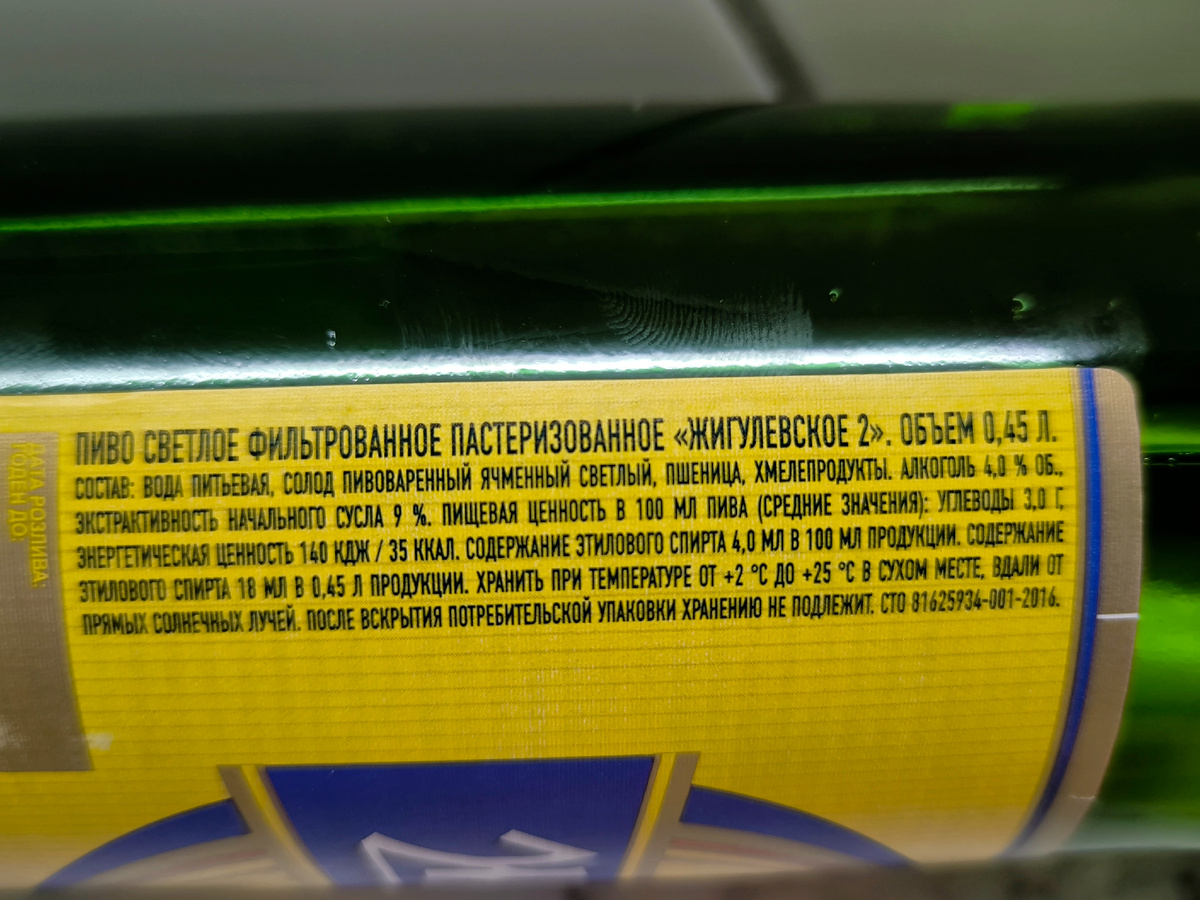 ПИВО СВЕТЛОЕ ФИЛЬТРОВАННОЕ ПАСТЕРИЗОВАННОЕ «ЖИГУЛЕВСКОЕ 2». ОБЪЕМ 0,45 Л.
СОСТАВ: ВОДА ПИТЬЕВАЯ, СОЛОД ПИВОВАРЕННЫЙ ЯЧМЕННЫЙ СВЕТЛЫЙ, ПШЕНИЦА, ХМЕЛЕПРОДУКТЫ. АЛКОГОЛЬ 4,0 % ОБ.,
ЭКСТРАКТИВНОСТЬ НАЧАЛЬНОГО СУСЛА 9 %. ПИЩЕВАЯ ЦЕННОСТЬ В 100 МЛ ПИВА (СРЕДНИЕ ЗНАЧЕНИЯ): УГЛЕВОДЫ 3,0 Г,
ЭНЕРГЕТИЧЕСКАЯ ЦЕННОСТЬ 140 КДЖ / 35 ККАЛ. СОДЕРЖАНИЕ ЭТИЛОВОГО СПИРТА 4,0 МЛ В 100 МЛ ПРОДУКЦИИ. СОДЕРЖАНИЕ
ЭТИЛОВОГО СПИРТА 18 МЛ В 0,45 Л ПРОДУКЦИИ. ХРАНИТЬ ПРИ ТЕМПЕРАТУРЕ ОТ +2 °С ДО +25 °С В СУХОМ МЕСТЕ, ВДАЛИ ОТ
ПРЯМЫХ СОЛНЕЧНЫХ ЛУЧЕЙ. ПОСЛЕ ВСКРЫТИЯ ПОТРЕБИТЕЛЬСКОЙ УПАКОВКИ ХРАНЕНИЮ НЕ ПОДЛЕЖИТ. СТО 81625934-001-2016.
ДАТА РОЗЛИВА:
ГОДЕН ДО: